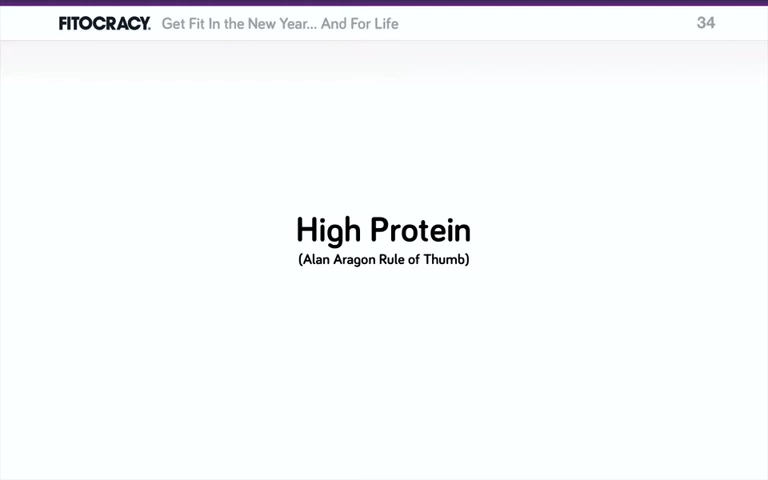 FITOCRACY. Get Fit In the New Year... And For Life 34
High Protein
(Alan Aragon Rule of Thumb)